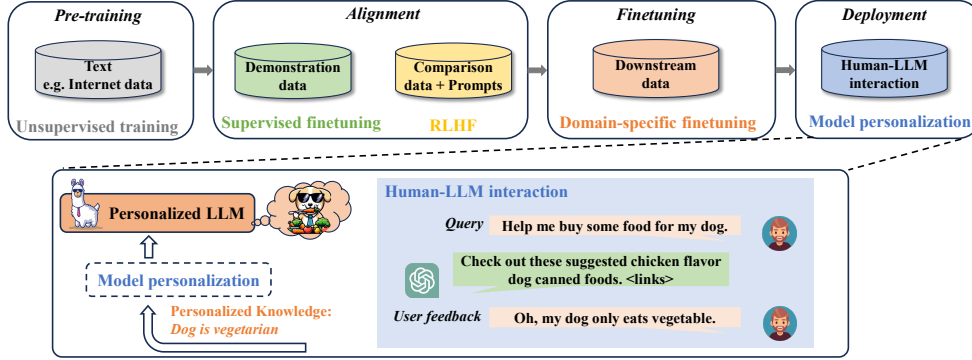 Pre-training
Text
e.g. Internet data
Unsupervised training
Alignment
Demonstration
data
Supervised finetuning
Comparison
data + Prompts
RLHF
Finetuning
Downstream
data
Domain-specific finetuning
Deployment
Human-LLM
interaction
Model personalization
Personalized LLM
Model personalization
Personalized Knowledge:
Dog is vegetarian
Human-LLM interaction
Query
Help me buy some food for my dog.
Check out these suggested chicken flavor
dog canned foods. <links>
User feedback
Oh, my dog only eats vegetable.